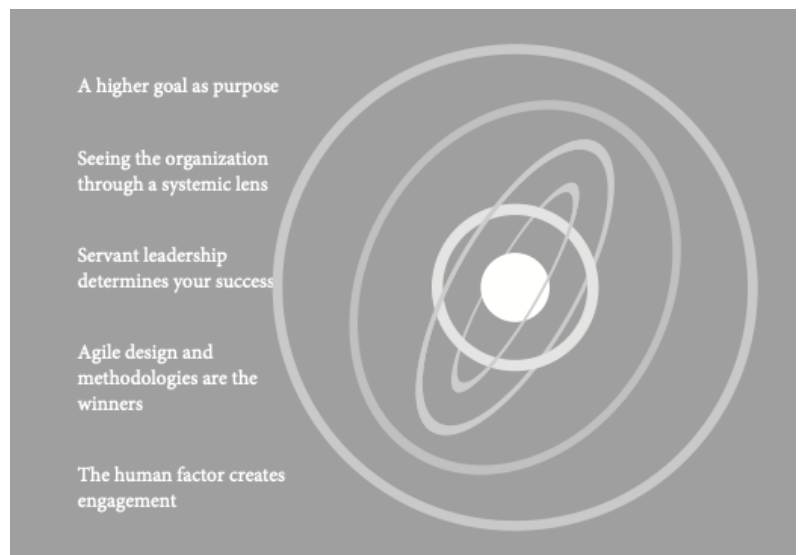 A higher goal as purpose
Seeing the organization
through a systemic lens
Servant leadership
determines your success
Agile design and
methodologies are the
winners
The human factor creates
engagement